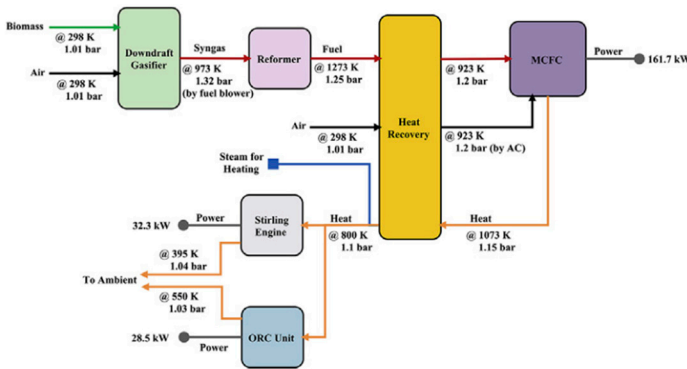 Biomass
@ 298 K
1.01 bar
Air
@ 298 K
1.01 bar
Downdraft
Gasifier
Syngas
@ 973 K
1.32 bar
(by fuel blower)
Reformer
Fuel
@ 1273 K
1.25 bar
Air
@ 298 K
1.01 bar
Heat
Recovery
@ 923 K
1.2 bar
@ 923 K
1.2 bar (by AC)
MCFC
Power
161.7 kW
Steam for
Heating
Heat
@ 1073 K
1.15 bar
Heat
@ 800 K
1.1 bar
Stirling
Engine
Power
32.3 kW
@ 395 K
1.04 bar
To Ambient
@ 550 K
1.03 bar
ORC Unit
Power
28.5 kW